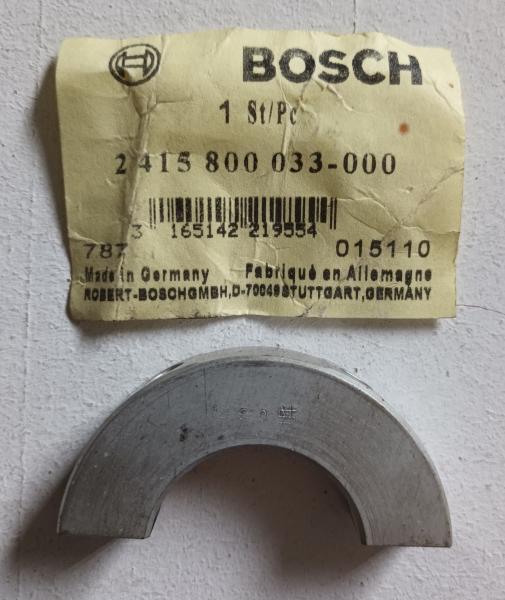 BOSCH
1 St/Pc
2 415 800 033-000
3 165142 219554
787 015110
Made in Germany Fabriqué en Allemagne
ROBERT-BOSCHGMBH,D-70049STUTTGART,GERMANY